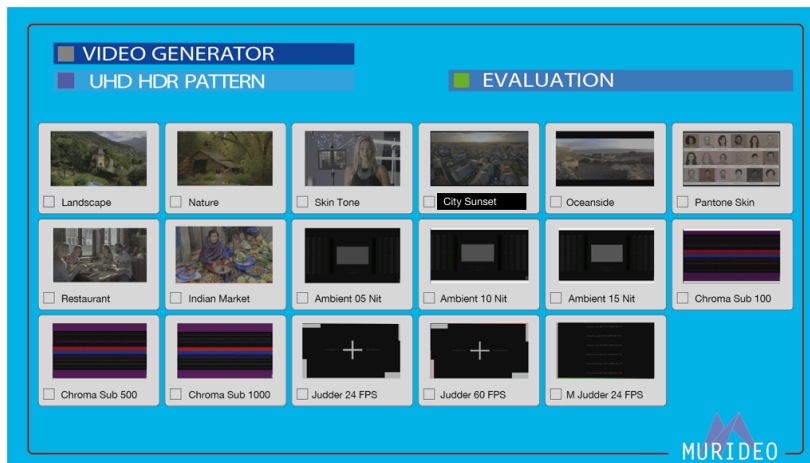 VIDEO GENERATOR
UHD HDR PATTERN
EVALUATION
Landscape
Nature
Skin Tone
City Sunset
Oceanside
Pantone Skin
Restaurant
Indian Market
Ambient 05 Nit
Ambient 10 Nit
Ambient 15 Nit
Chroma Sub 100
Chroma Sub 500
Chroma Sub 1000
Judder 24 FPS
Judder 60 FPS
M Judder 24 FPS
MURIDEO